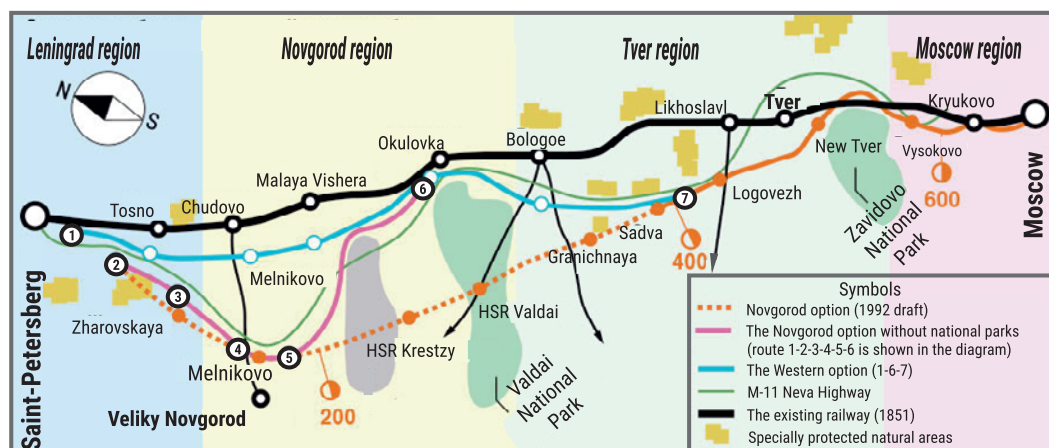 Leningrad region
Novgorod region
Tver region
Moscow region
N
S
Tosno
Chudovo
Malaya Vishera
Okulovka
Bologoe
Likhoslavl
Tver
Kryukovo
New Tver
Vysokovo
600
Moscow
Saint-Petersberg
1
2
3
4
5
6
7
Melnikovo
Logovezh
Zavidovo
National
Park
Sadva
Granichnaya
400
Zharovskaya
HSR Valdai
HSR Krestzy
Melnikovo
200
Veliky Novgorod
Valdai
National
Park
Symbols
Novgorod option (1992 draft)
The Novgorod option without national parks
(route 1-2-3-4-5-6 is shown in the diagram)
The Western option (1-6-7)
M-11 Neva Highway
The existing railway (1851)
Specially protected natural areas